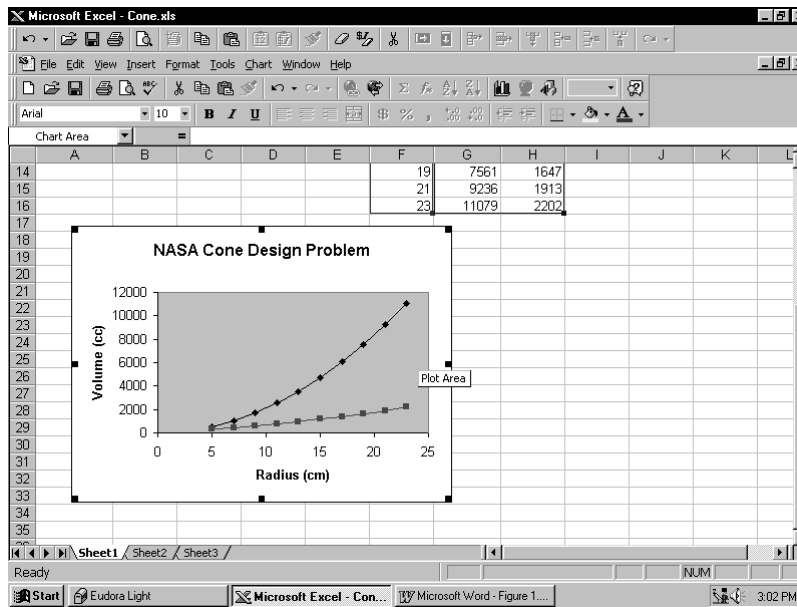 Microsoft Excel - Cone.xls
File Edit View Insert Format Tools Chart Window Help
Arial 10 B I U
Chart Area =
A B C D E F G H I J K L
14 19 7561 1647
15 21 9236 1913
16 23 11079 2202
17
18
19
20
21
22
23
24
25
26
27
28
29
30
31
32
33
34
35
NASA Cone Design Problem
Volume (cc)
12000
10000
8000
6000
4000
2000
0
0 5 10 15 20 25
Radius (cm)
Plot Area
Sheet1 Sheet2 Sheet3
Ready NUM
Start Eudora Light Microsoft Excel - Con... Microsoft Word - Figure 1.... 3:02 PM